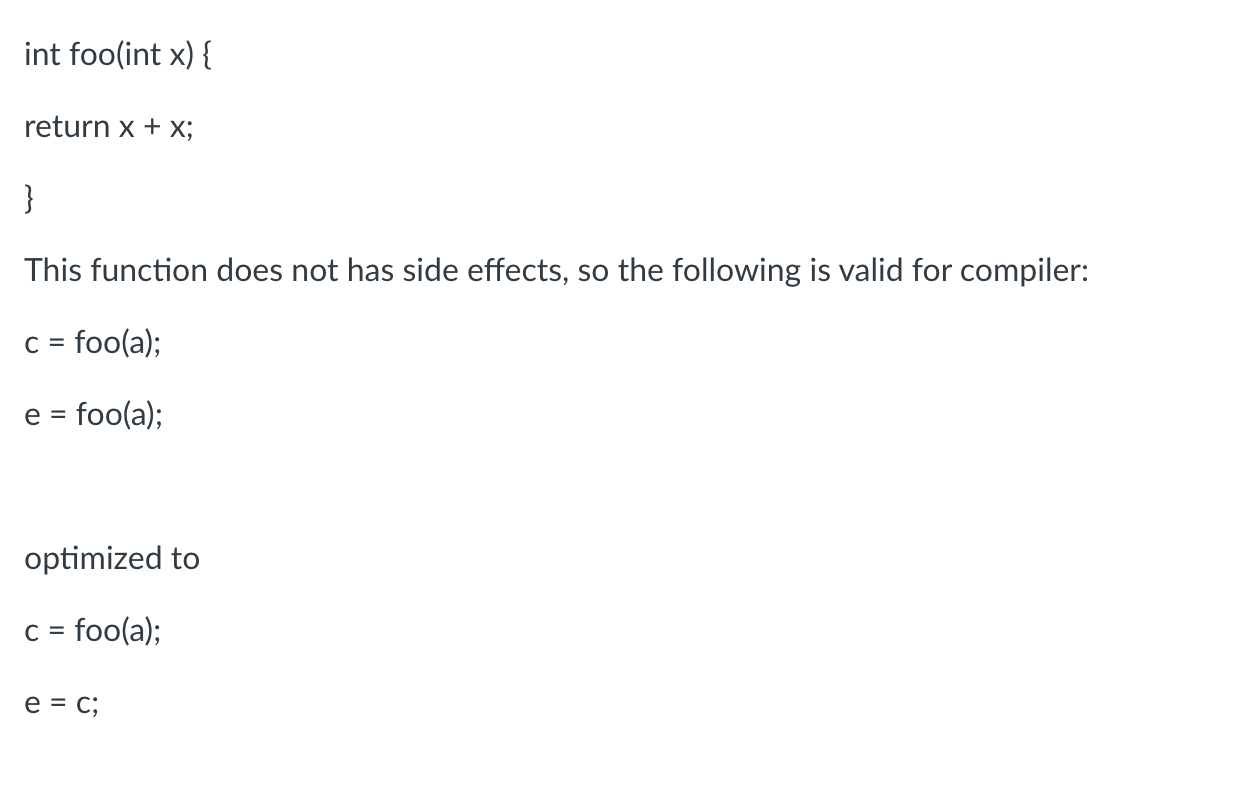 int foo(int x) {
return x + x;
}
This function does not has side effects, so the following is valid for compiler:
c = foo(a);
e = foo(a);
optimized to
c = foo(a);
e = c;